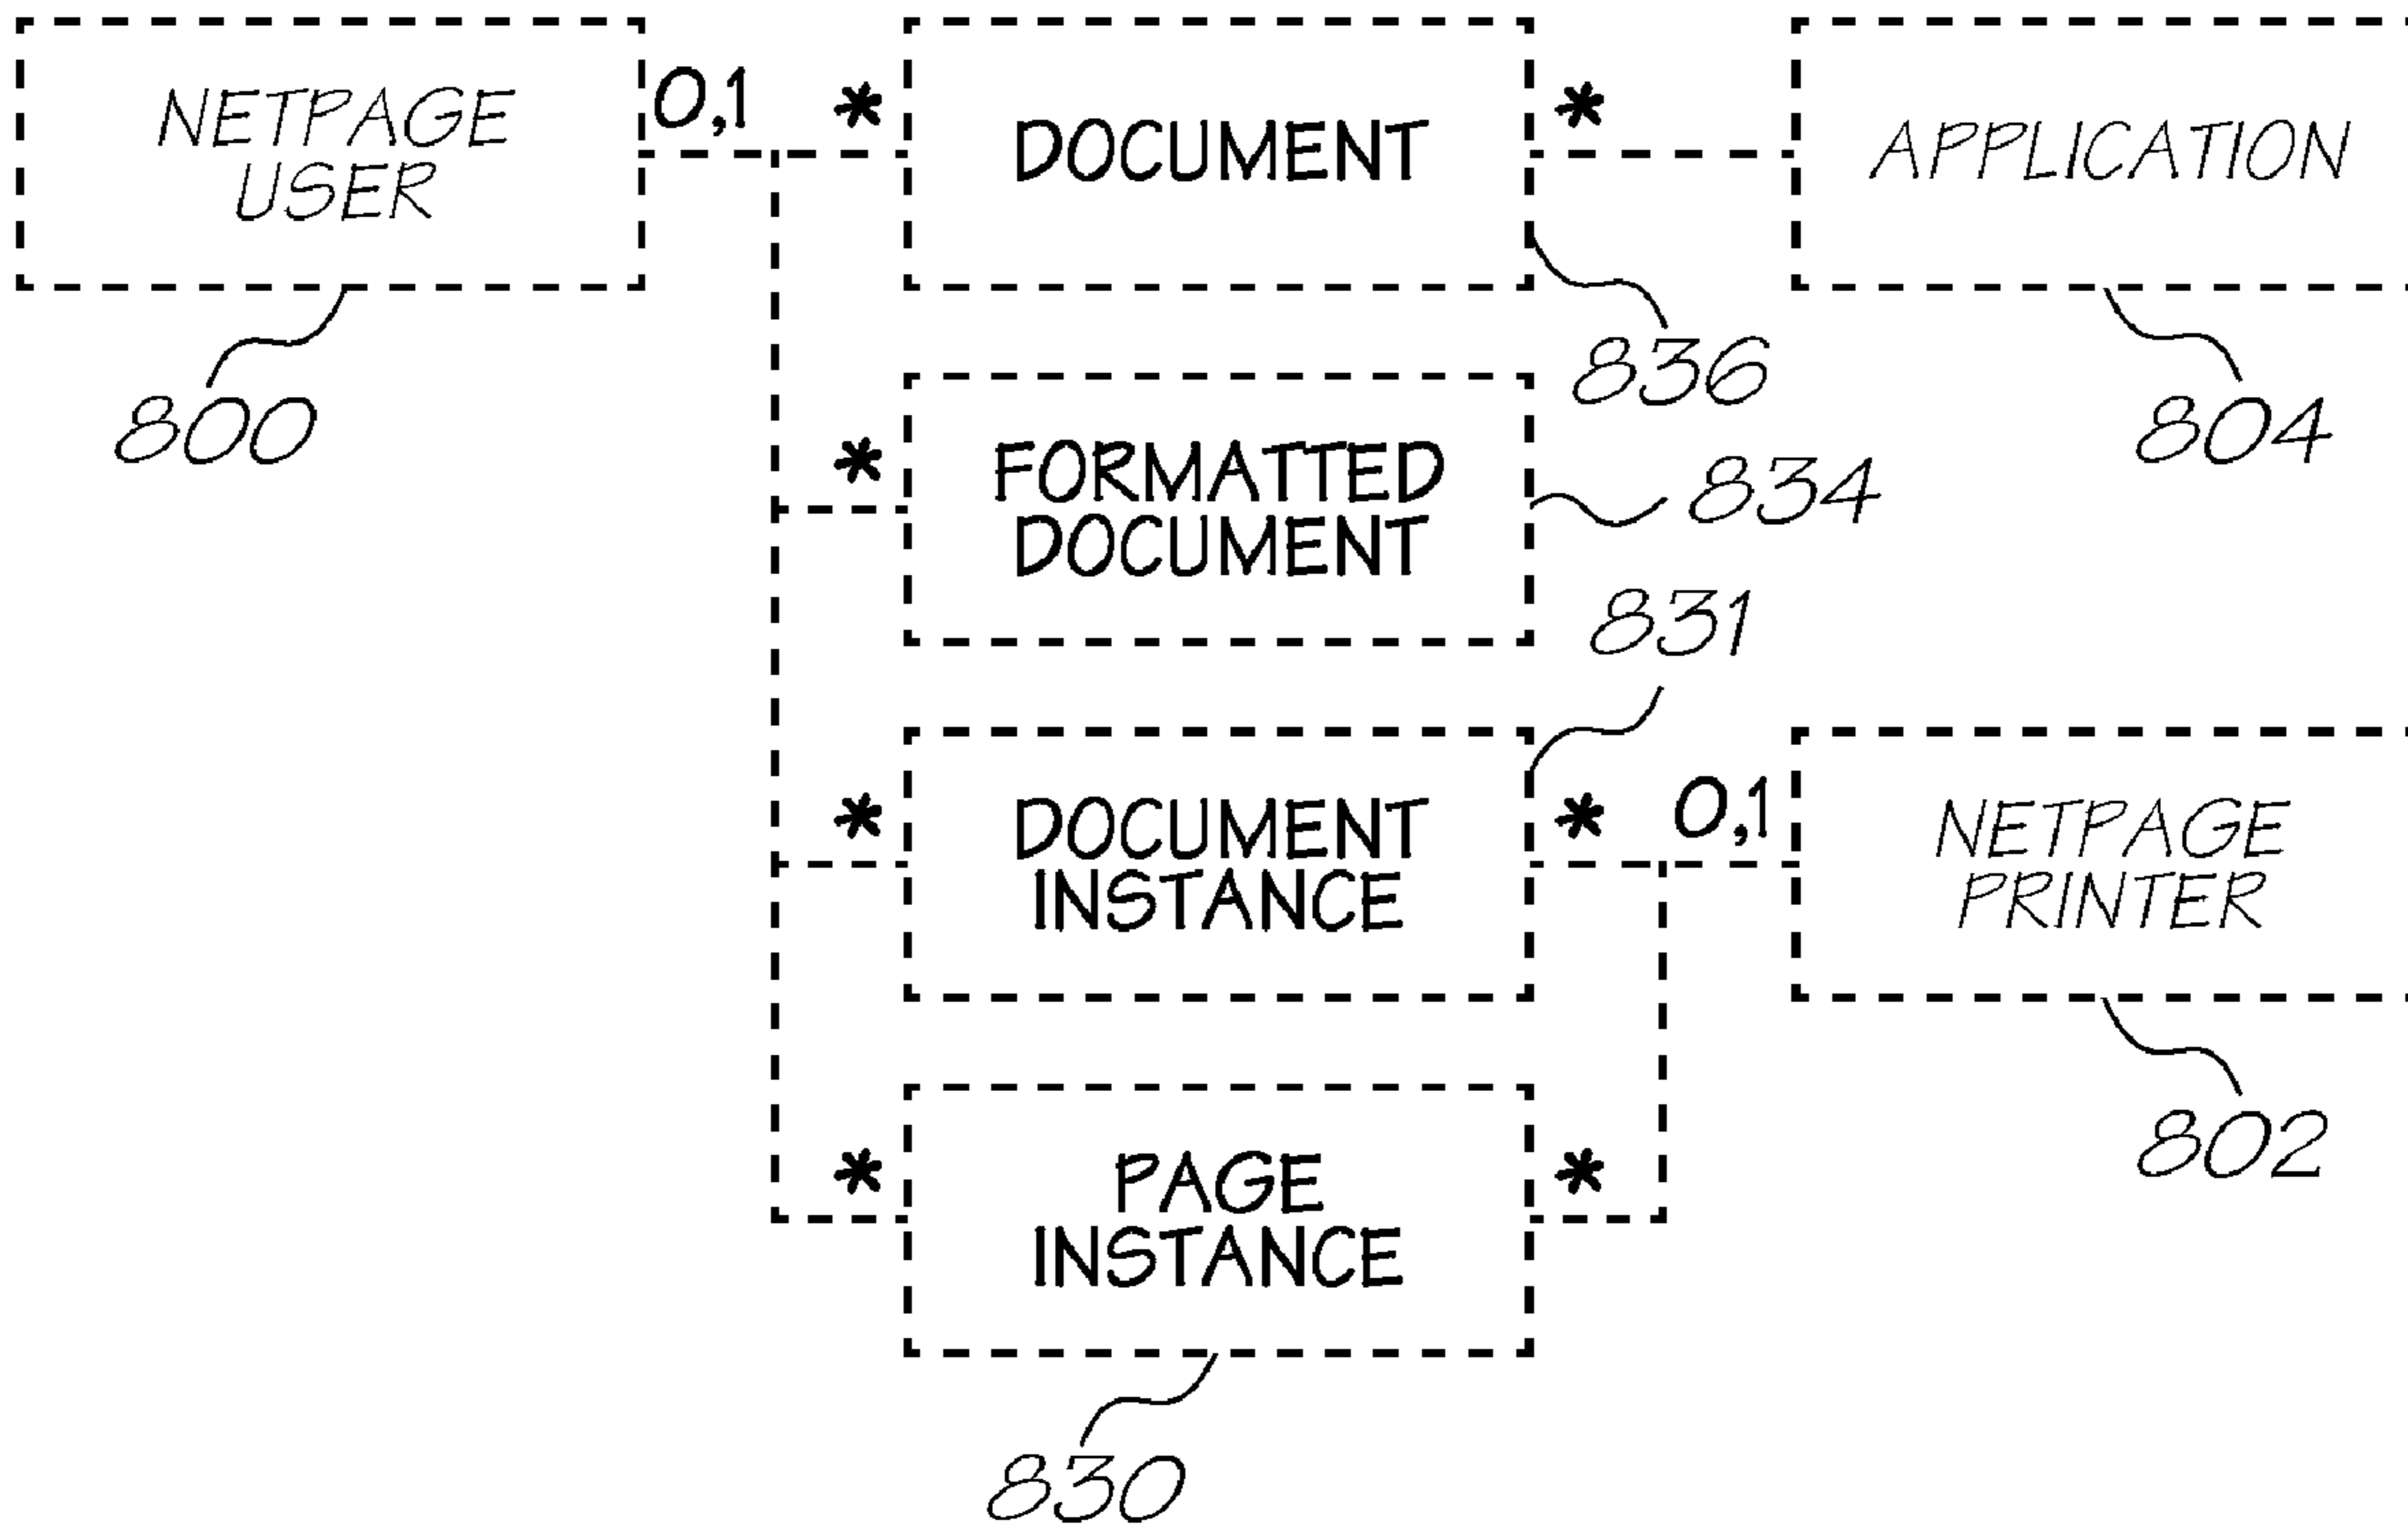 NETPAGE
USER
0,1
*
DOCUMENT
*
APPLICATION
800
836
804
*
FORMATTED
DOCUMENT
834
831
*
DOCUMENT
INSTANCE
*
0,1
NETPAGE
PRINTER
802
*
PAGE
INSTANCE
*
830